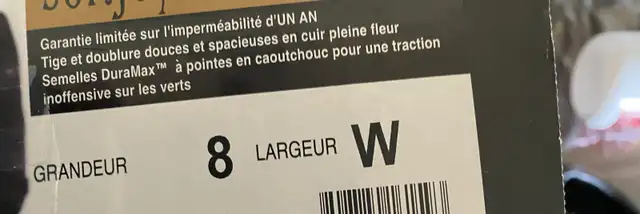 Garantie limitée sur l'imperméabilité d'UN AN
Tige et doublure douces et spacieuses en cuir pleine fleur
Semelles DuraMax™ à pointes en caoutchouc pour une traction
inoffensive sur les verts
GRANDEUR 8 LARGEUR W